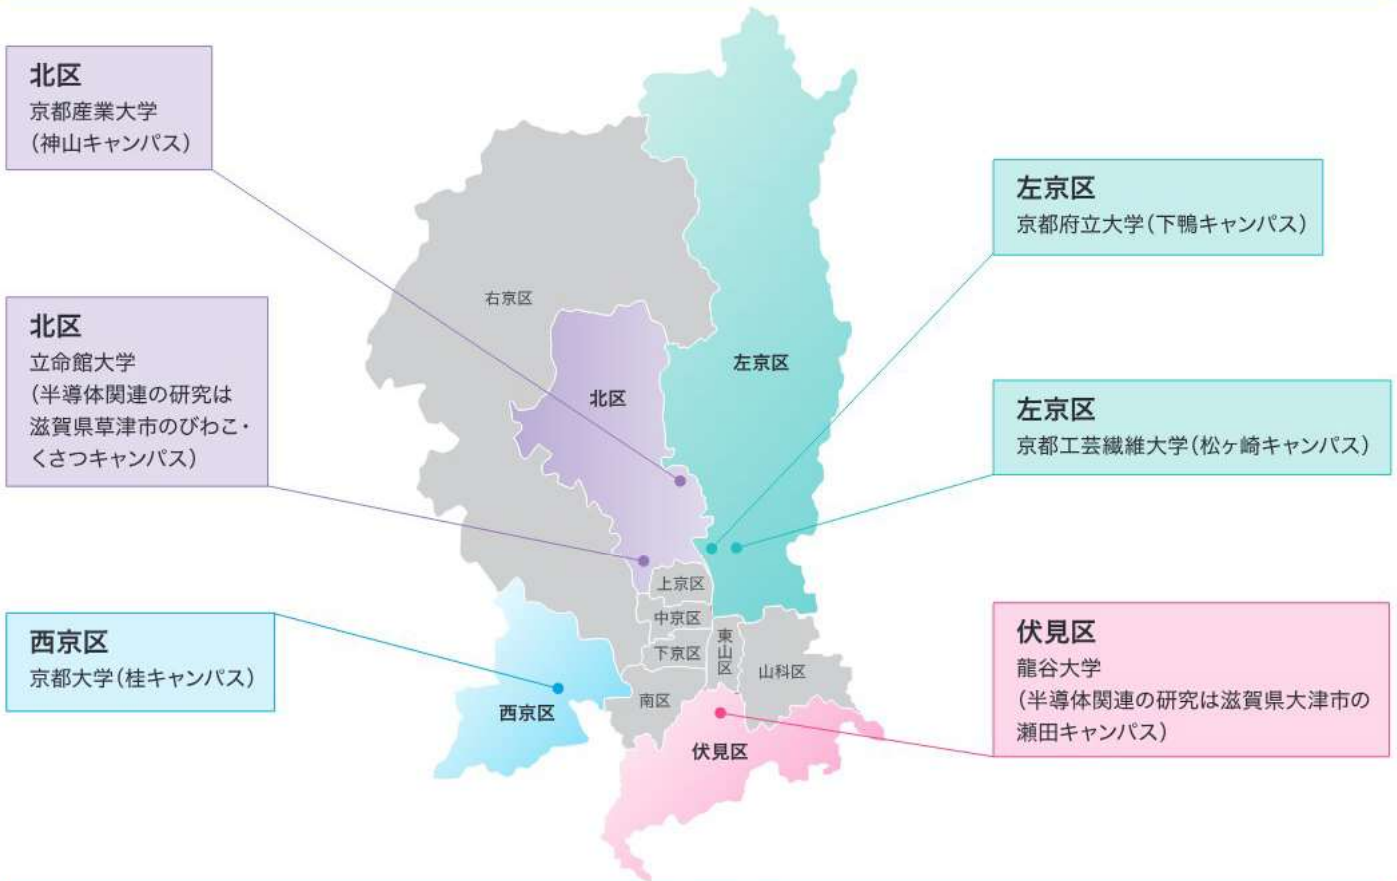 北区
京都産業大学
(神山キャンパス)
北区
立命館大学
(半導体関連の研究は
滋賀県草津市のびわこ・
くさつキャンパス)
西京区
京都大学(桂キャンパス)
右京区
北区
左京区
上京区
中京区
下京区
東山区
山科区
南区
西京区
伏見区
左京区
京都府立大学(下鴨キャンパス)
左京区
京都工芸繊維大学(松ヶ崎キャンパス)
伏見区
龍谷大学
(半導体関連の研究は滋賀県大津市の
瀬田キャンパス)